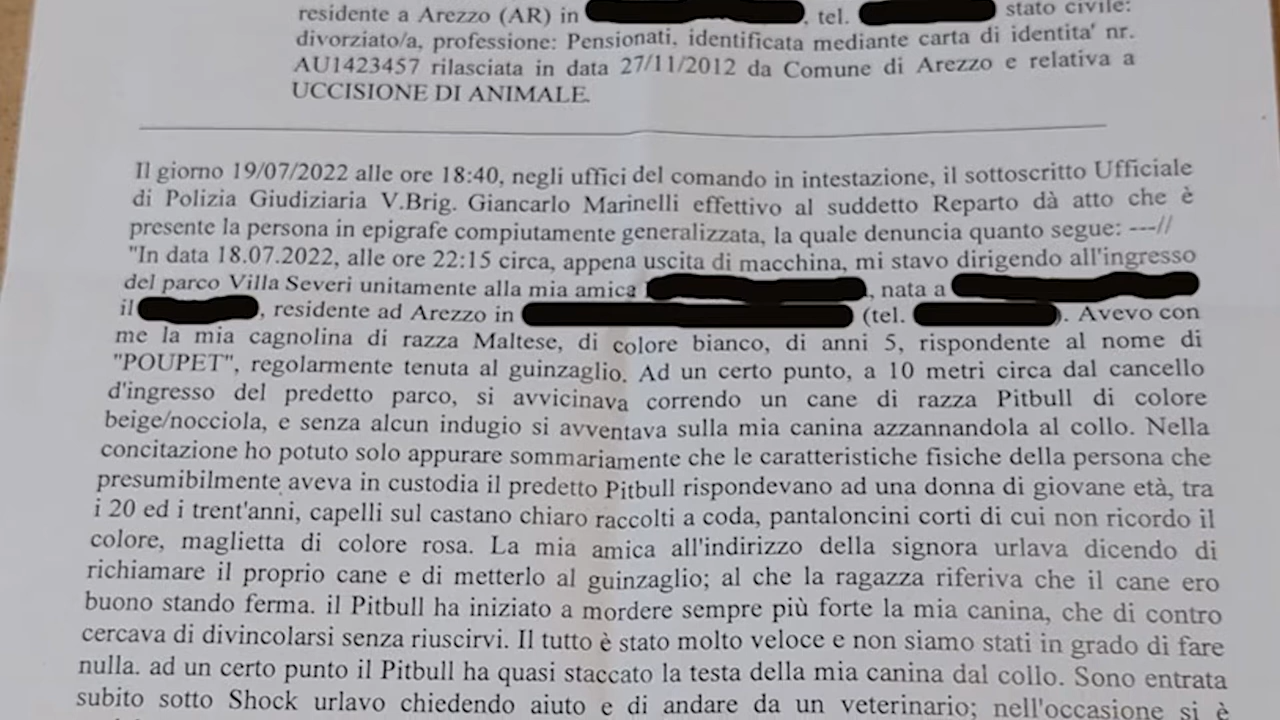 residente a Arezzo (AR) in , tel. stato civile:
divorziato/a, professione: Pensionati, identificata mediante carta di identita' nr.
AU1423457 rilasciata in data 27/11/2012 da Comune di Arezzo e relativa a
UCCISIONE DI ANIMALE.
Il giorno 19/07/2022 alle ore 18:40, negli uffici del comando in intestazione, il sottoscritto Ufficiale
di Polizia Giudiziaria V.Brig. Giancarlo Marinelli effettivo al suddetto Reparto dà atto che è
presente la persona in epigrafe compiutamente generalizzata, la quale denuncia quanto segue: ---//
"In data 18.07.2022, alle ore 22:15 circa, appena uscita di macchina, mi stavo dirigendo all'ingresso
del parco Villa Severi unitamente alla mia amica , nata a
il , residente ad Arezzo in (tel. ). Avevo con
me la mia cagnolina di razza Maltese, di colore bianco, di anni 5, rispondente al nome di
"POUPET", regolarmente tenuta al guinzaglio. Ad un certo punto, a 10 metri circa dal cancello
d'ingresso del predetto parco, si avvicinava correndo un cane di razza Pitbull di colore
beige/nocciola, e senza alcun indugio si avventava sulla mia canina azzannandola al collo. Nella
concitazione ho potuto solo appurare sommariamente che le caratteristiche fisiche della persona che
presumibilmente aveva in custodia il predetto Pitbull rispondevano ad una donna di giovane età, tra
i 20 ed i trent'anni, capelli sul castano chiaro raccolti a coda, pantaloncini corti di cui non ricordo il
colore, maglietta di colore rosa. La mia amica all'indirizzo della signora urlava dicendo di
richiamare il proprio cane e di metterlo al guinzaglio; al che la ragazza riferiva che il cane ero
buono stando ferma. il Pitbull ha iniziato a mordere sempre più forte la mia canina, che di contro
cercava di divincolarsi senza riuscirvi. Il tutto è stato molto veloce e non siamo stati in grado di fare
nulla. ad un certo punto il Pitbull ha quasi staccato la testa della mia canina dal collo. Sono entrata
subito sotto Shock urlavo chiedendo aiuto e di andare da un veterinario; nell'occasione si è